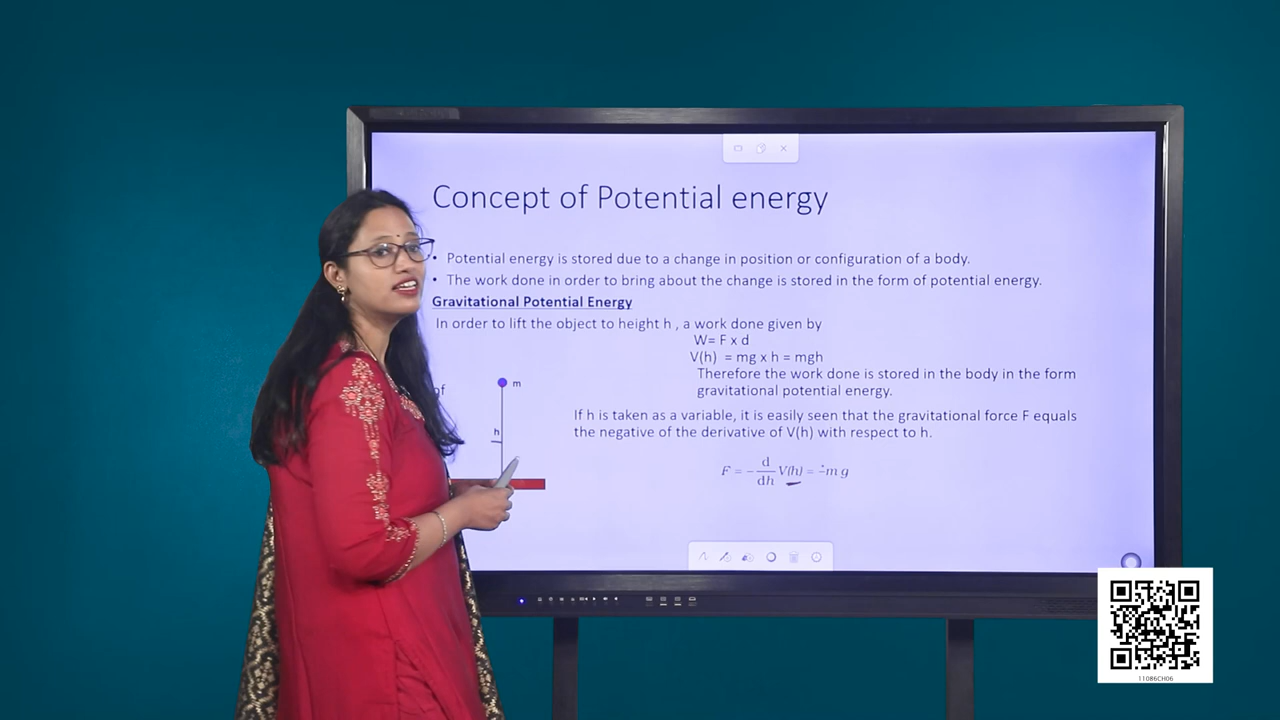 Concept of Potential energy
• Potential energy is stored due to a change in position or configuration of a body.
• The work done in order to bring about the change is stored in the form of potential energy.
Gravitational Potential Energy
In order to lift the object to height h , a work done given by
W= F x d
V(h) = mg x h = mgh
Therefore the work done is stored in the body in the form
of
gravitational potential energy.
m
h
If h is taken as a variable, it is easily seen that the gravitational force F equals
the negative of the derivative of V(h) with respect to h.
F = - d/dh V(h) = -m g
11086CH06